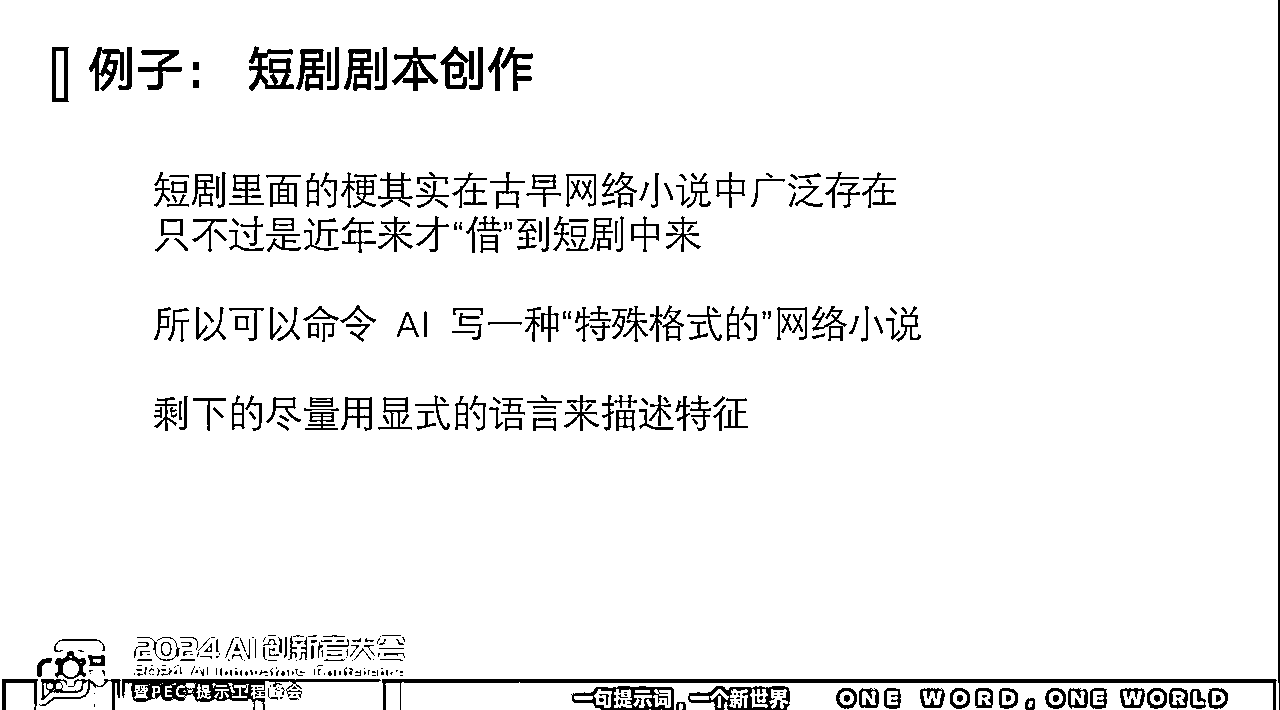 例子： 短剧剧本创作
短剧里面的梗其实在古早网络小说中广泛存在
只不过是近年来才“借”到短剧中来
所以可以命令 AI 写一种“特殊格式的”网络小说
剩下的尽量用显式的语言来描述特征
2024 AI 创新者大会
2024 AI Innovators Conference
暨PEC·提示工程峰会
一句提示词，一个新世界
ONE WORD, ONE WORLD